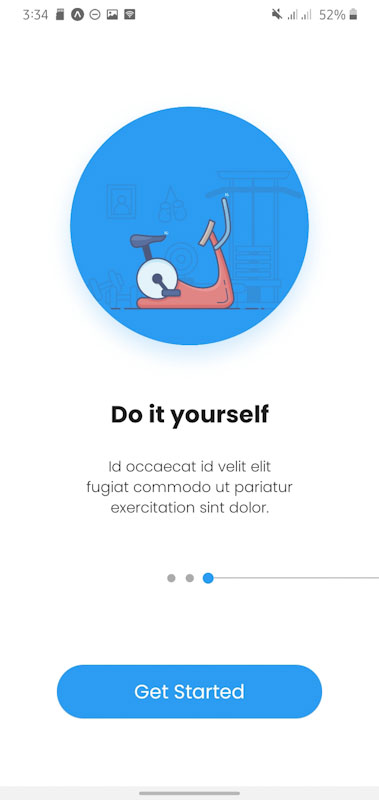 3:34
52%
Do it yourself
Id occaecat id velit elit
fugiat commodo ut pariatur
exercitation sint dolor.
Get Started